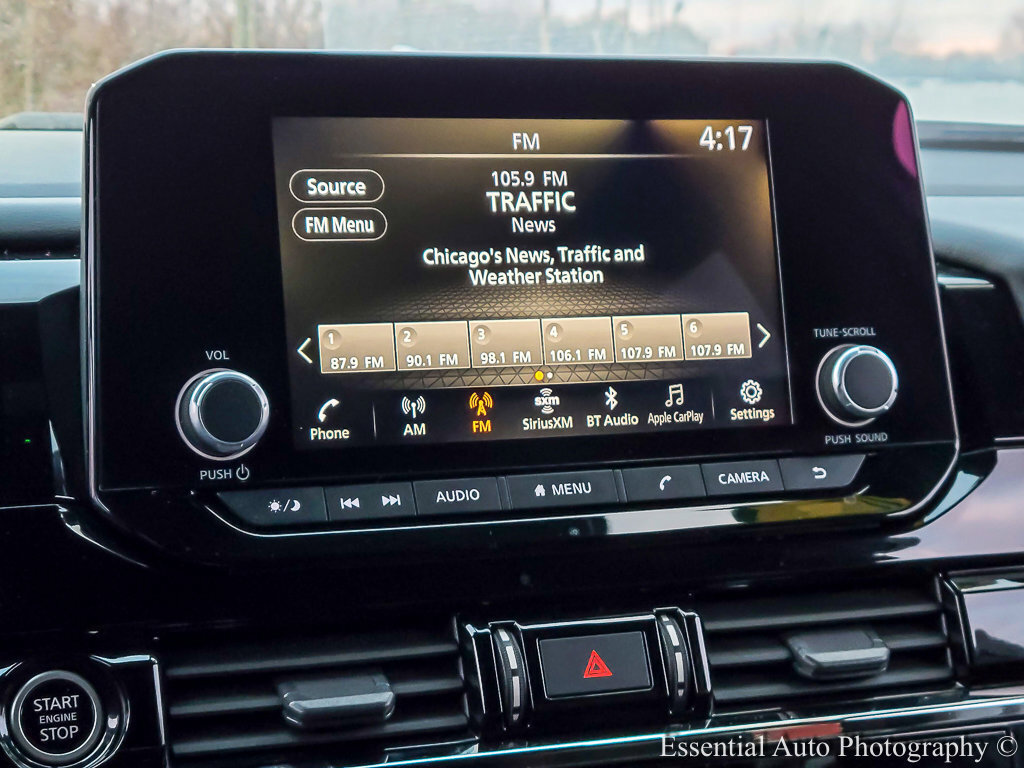 FM 4:17
Source
105.9 FM
TRAFFIC
FM Menu
News
Chicago's News, Traffic and
Weather Station
1 2 3 4 5 6
87.9 FM 90.1 FM 98.1 FM 106.1 FM 107.9 FM 107.9 FM
Phone AM FM sxm SiriusXM BT Audio Apple CarPlay Settings
VOL
PUSH
TUNE-SCROLL
PUSH SOUND
AUDIO MENU CAMERA
START
ENGINE
STOP
Essential Auto Photography ©